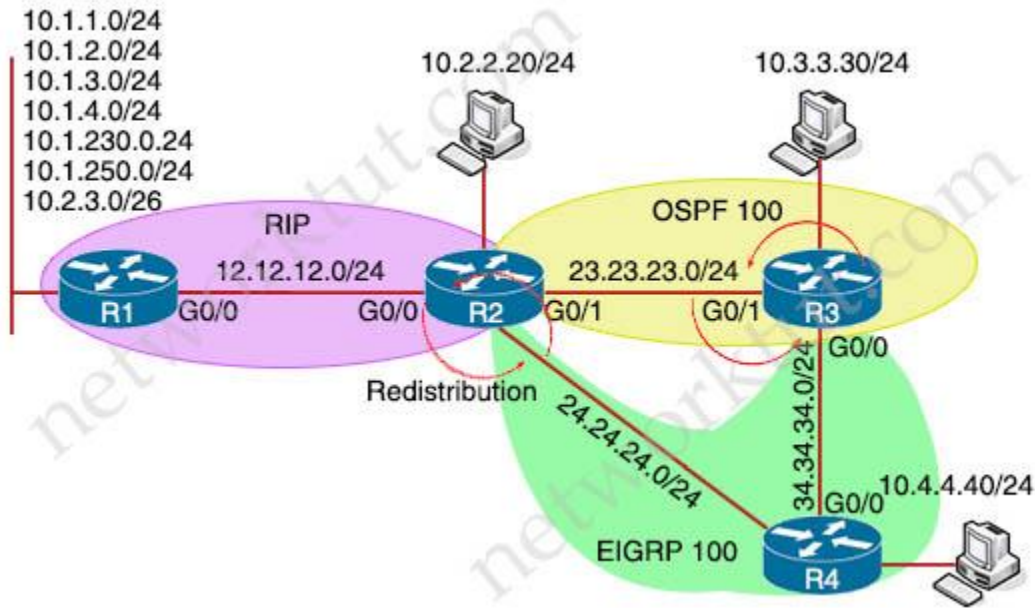 10.1.1.0/24
10.1.2.0/24
10.1.3.0/24
10.1.4.0/24
10.1.230.0.24
10.1.250.0/24
10.2.3.0/26
10.2.2.20/24
10.3.3.30/24
RIP
OSPF 100
12.12.12.0/24
23.23.23.0/24
R1
G0/0
G0/0
R2
G0/1
G0/1
R3
G0/0
Redistribution
24.24.24.0/24
34.34.34.0/24
10.4.4.40/24
G0/0
EIGRP 100
R4
networktut.com
networktut.com